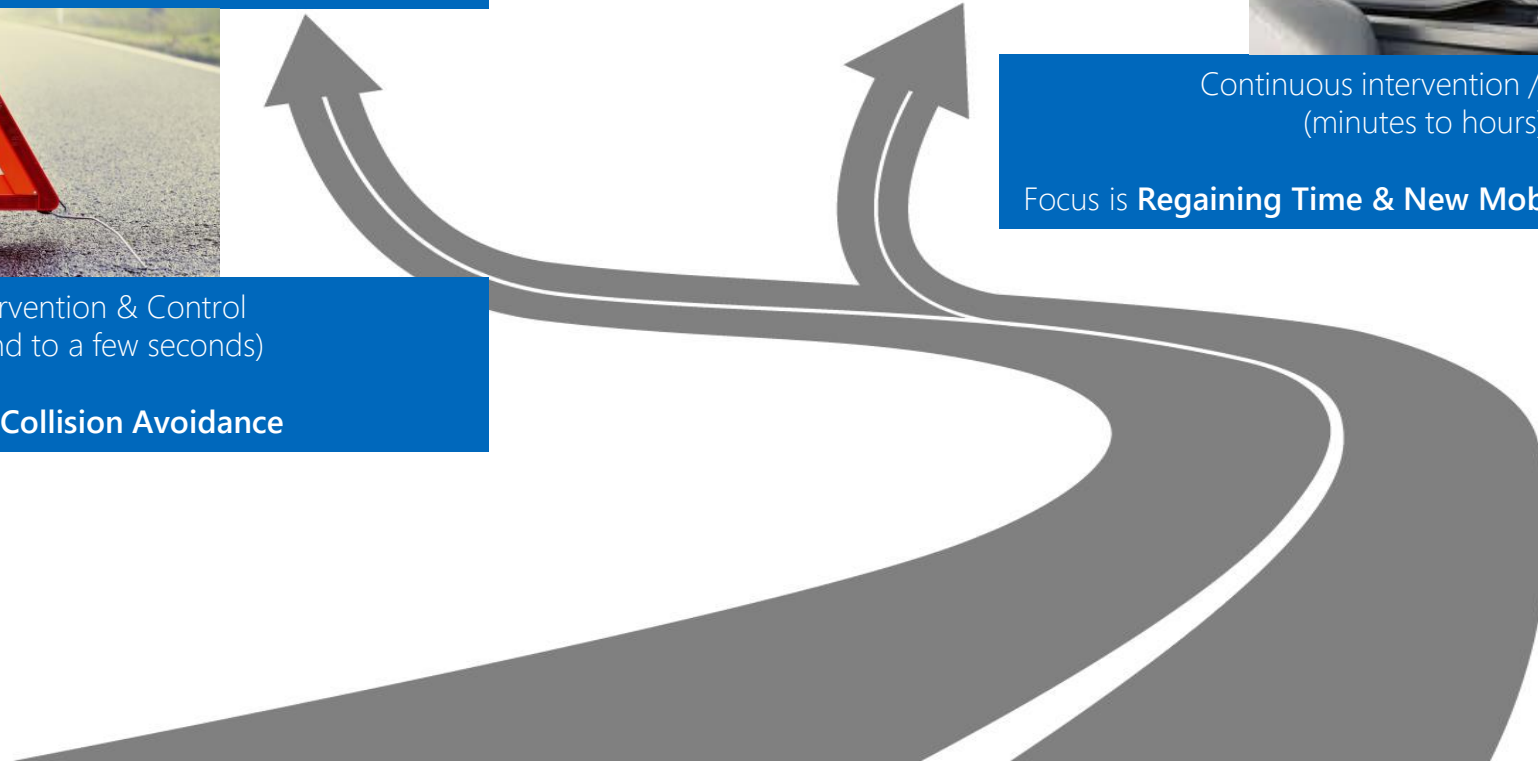 Continuous intervention /
(minutes to hours
Focus is Regaining Time & New Mob
rvention & Control
nd to a few seconds)
Collision Avoidance